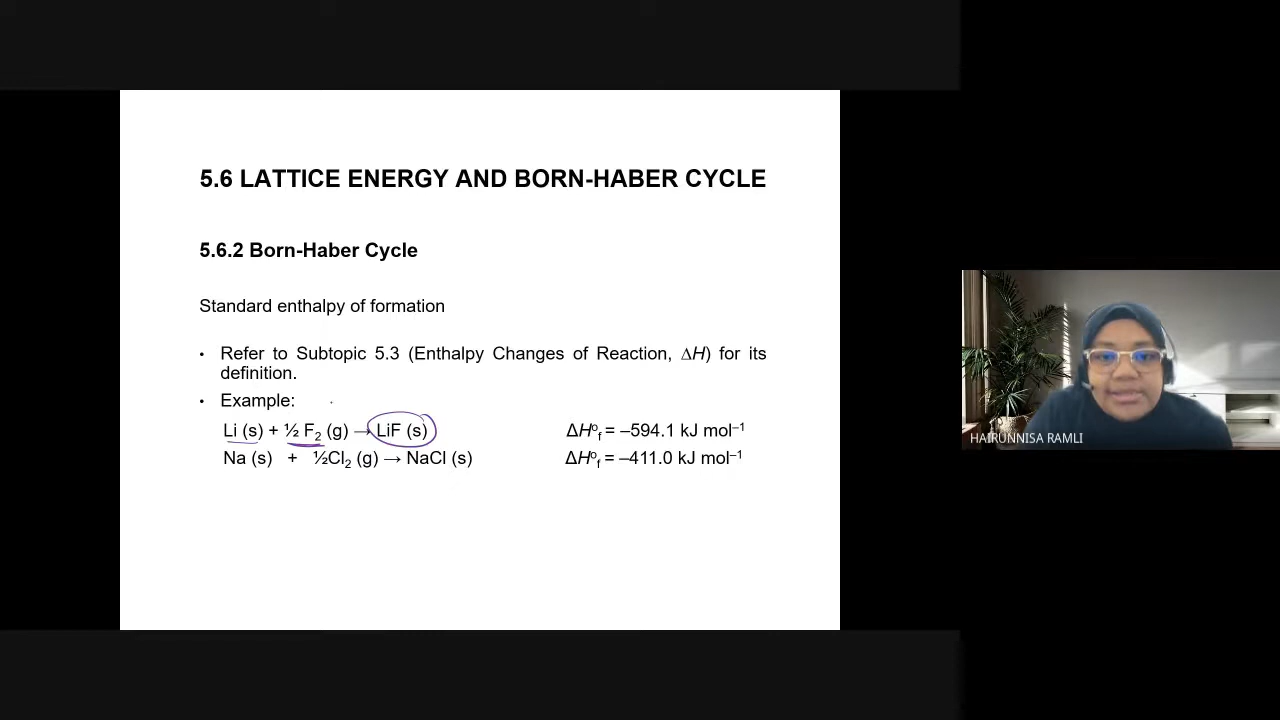 5.6 LATTICE ENERGY AND BORN-HABER CYCLE
5.6.2 Born-Haber Cycle
Standard enthalpy of formation
• Refer to Subtopic 5.3 (Enthalpy Changes of Reaction, ΔH) for its
definition.
• Example:
Li (s) + ½ F₂ (g) → LiF (s) ΔH°f = –594.1 kJ mol⁻¹
Na (s) + ½Cl₂ (g) → NaCl (s) ΔH°f = –411.0 kJ mol⁻¹
HAIRUNNISA RAMLI